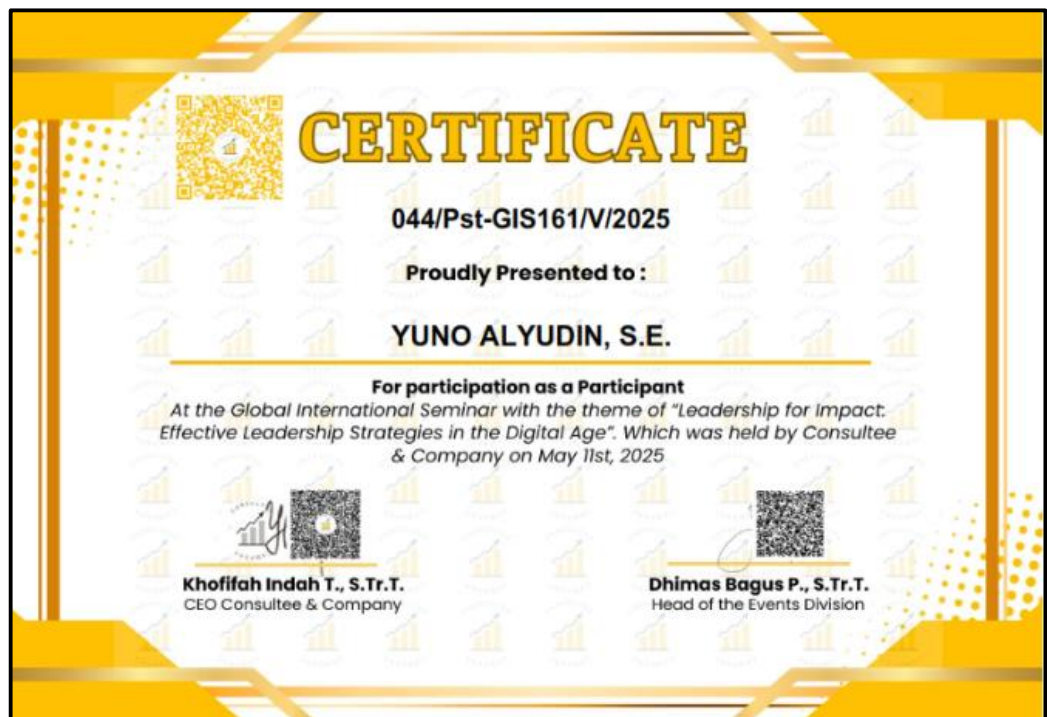 CERTIFICATE
044/Pst-GIS161/V/2025
Proudly Presented to :
YUNO ALYUDIN, S.E.
For participation as a Participant
At the Global International Seminar with the theme of "Leadership for Impact:
Effective Leadership Strategies in the Digital Age". Which was held by Consultee
& Company on May 11st, 2025
Khofifah Indah T., S.Tr.T.
CEO Consultee & Company
Dhimas Bagus P., S.Tr.T.
Head of the Events Division